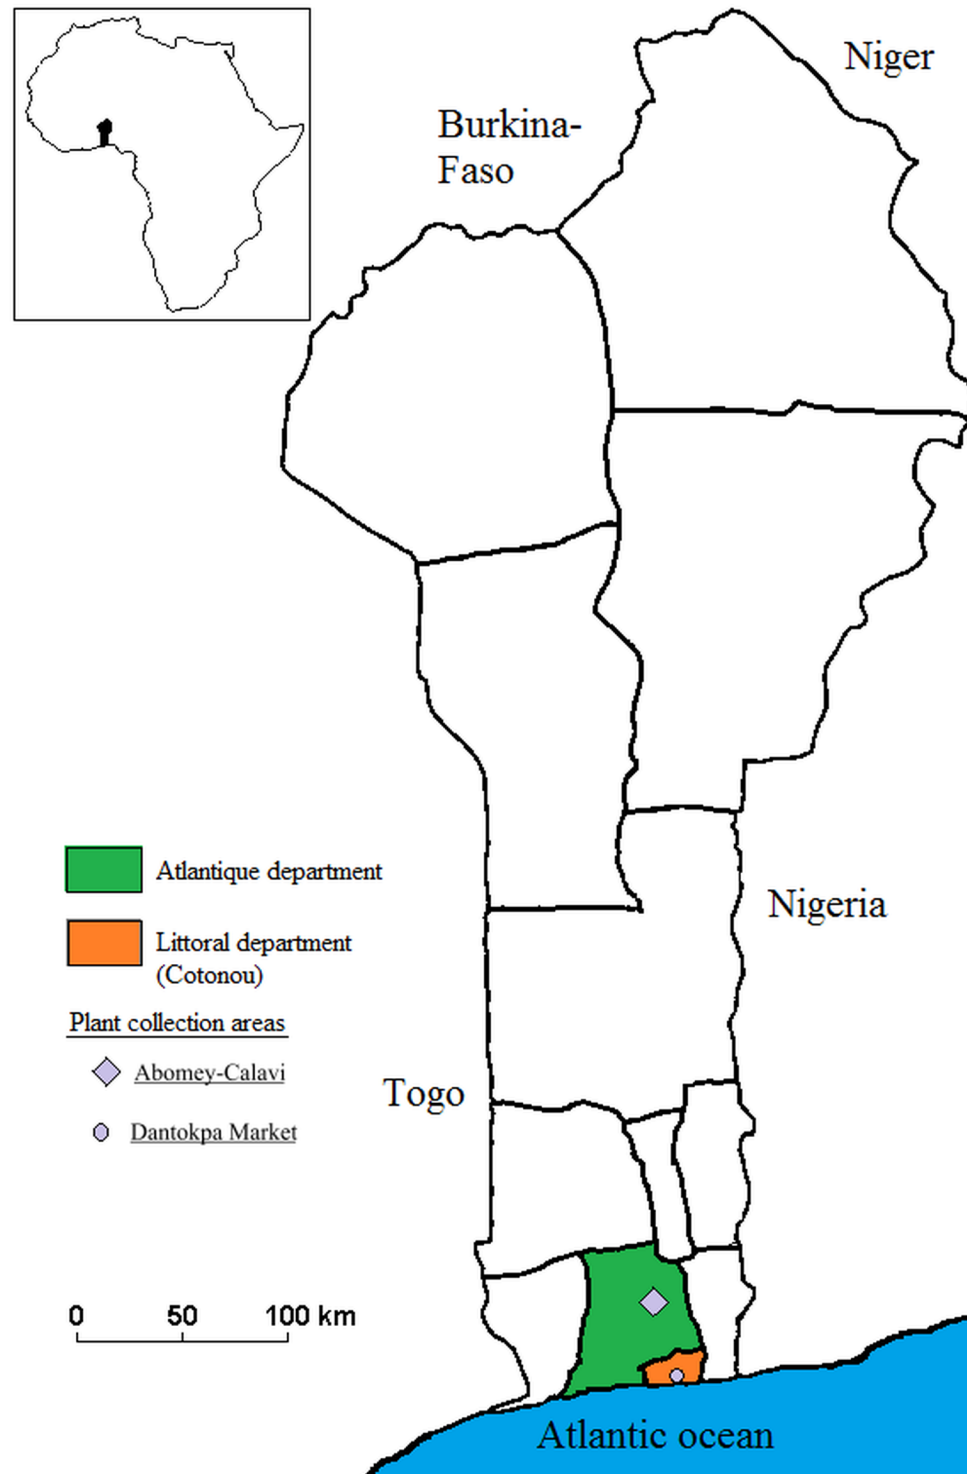 Niger
Burkina-
Faso
Atlantique department
Nigeria
Littoral department
(Cotonou)
Plant collection areas
Abomey-Calavi
Togo
Dantokpa Market
0 50 100 km
Atlantic ocean